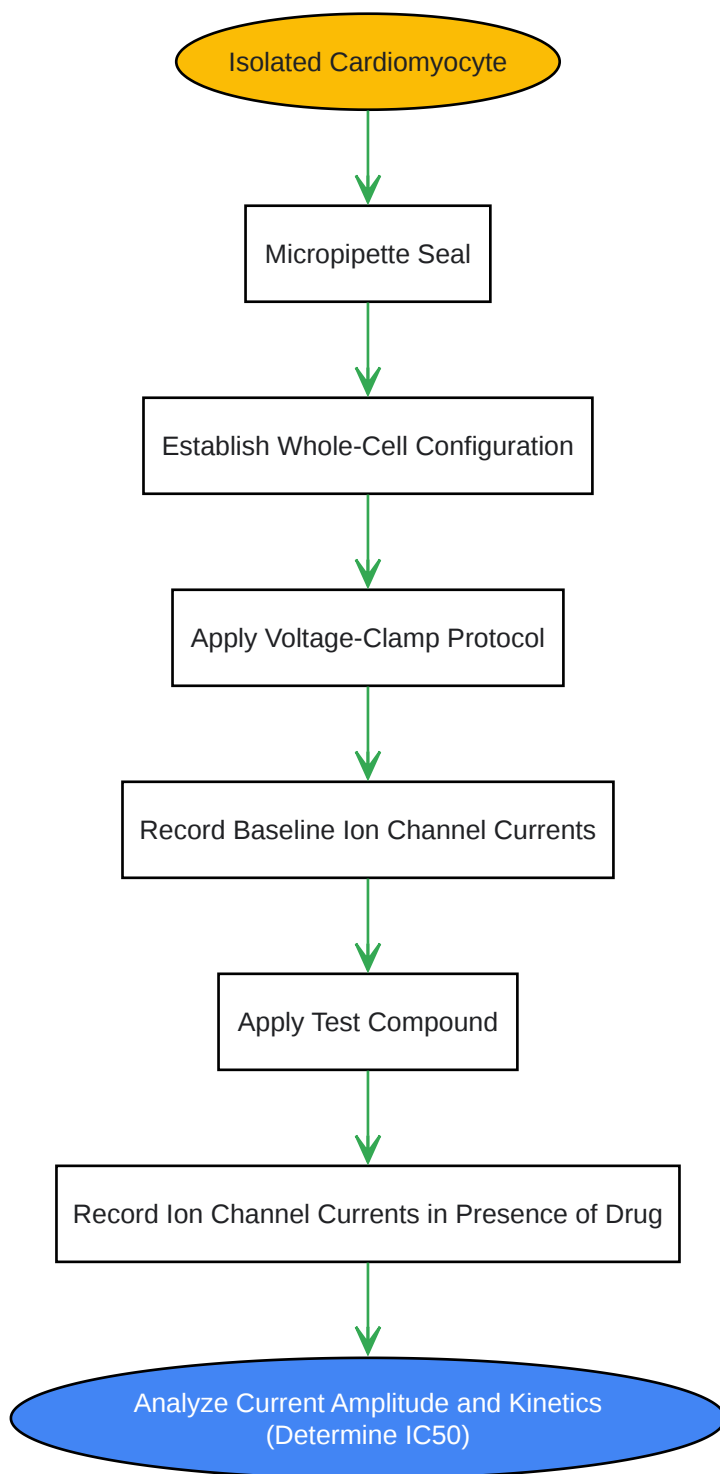 Isolated Cardiomyocyte
Micropipette Seal
Establish Whole-Cell Configuration
Apply Voltage-Clamp Protocol
Record Baseline Ion Channel Currents
Apply Test Compound
Record Ion Channel Currents in Presence of Drug
Analyze Current Amplitude and Kinetics
(Determine IC50)